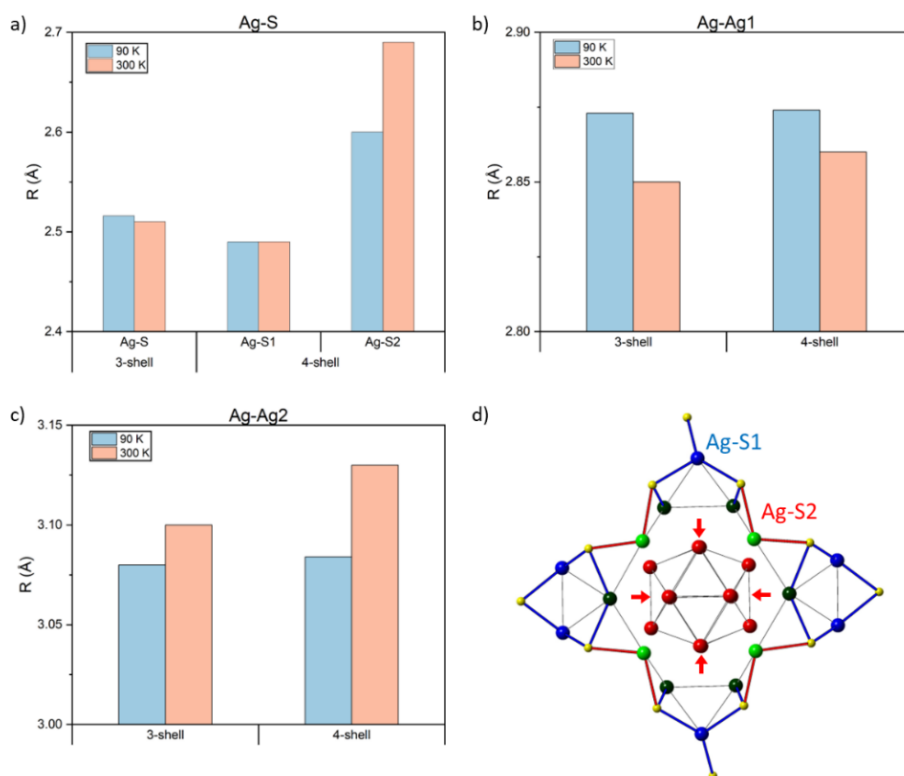 a)
Ag-S
90 K
300 K
R (Å)
2.7
2.6
2.5
2.4
Ag-S
Ag-S1
Ag-S2
3-shell
4-shell
b)
Ag-Ag1
90 K
300 K
R (Å)
2.90
2.85
2.80
3-shell
4-shell
c)
Ag-Ag2
90 K
300 K
R (Å)
3.15
3.10
3.05
3.00
3-shell
4-shell
d)
Ag-S1
Ag-S2